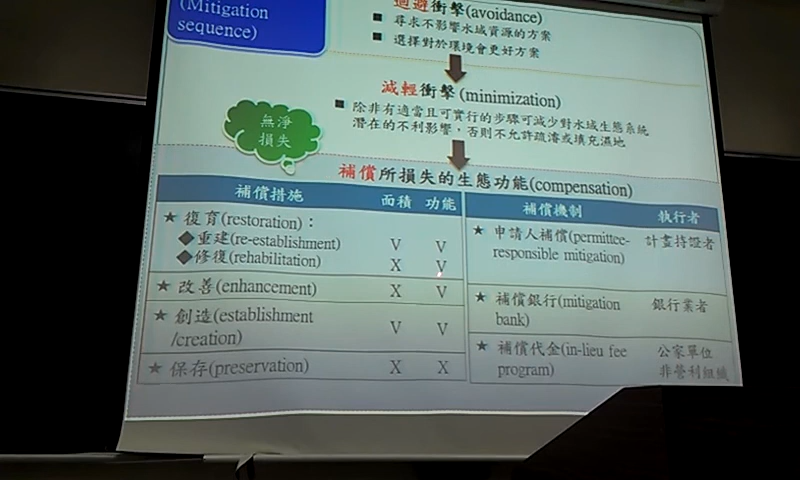 (Mitigation
sequence)
迴避衝擊(avoidance)
■ 尋求不影響水域資源的方案
■ 選擇對於環境會更好方案
減輕衝擊(minimization)
■ 除非有適當且可實行的步驟可減少對水域生態系統
潛在的不利影響，否則不允許疏濬或填充濕地
無淨
損失
補償所損失的生態功能(compensation)
補償措施 面積 功能
★ 復育(restoration)：
◆重建(re-establishment) V V
◆修復(rehabilitation) X V
★ 改善(enhancement) X V
★ 創造(establishment
/creation) V V
★ 保存(preservation) X X
補償機制 執行者
★ 申請人補償(permittee- 計畫持證者
responsible mitigation)
★ 補償銀行(mitigation 銀行業者
bank)
★ 補償代金(in-lieu fee 公家單位
program) 非營利組織